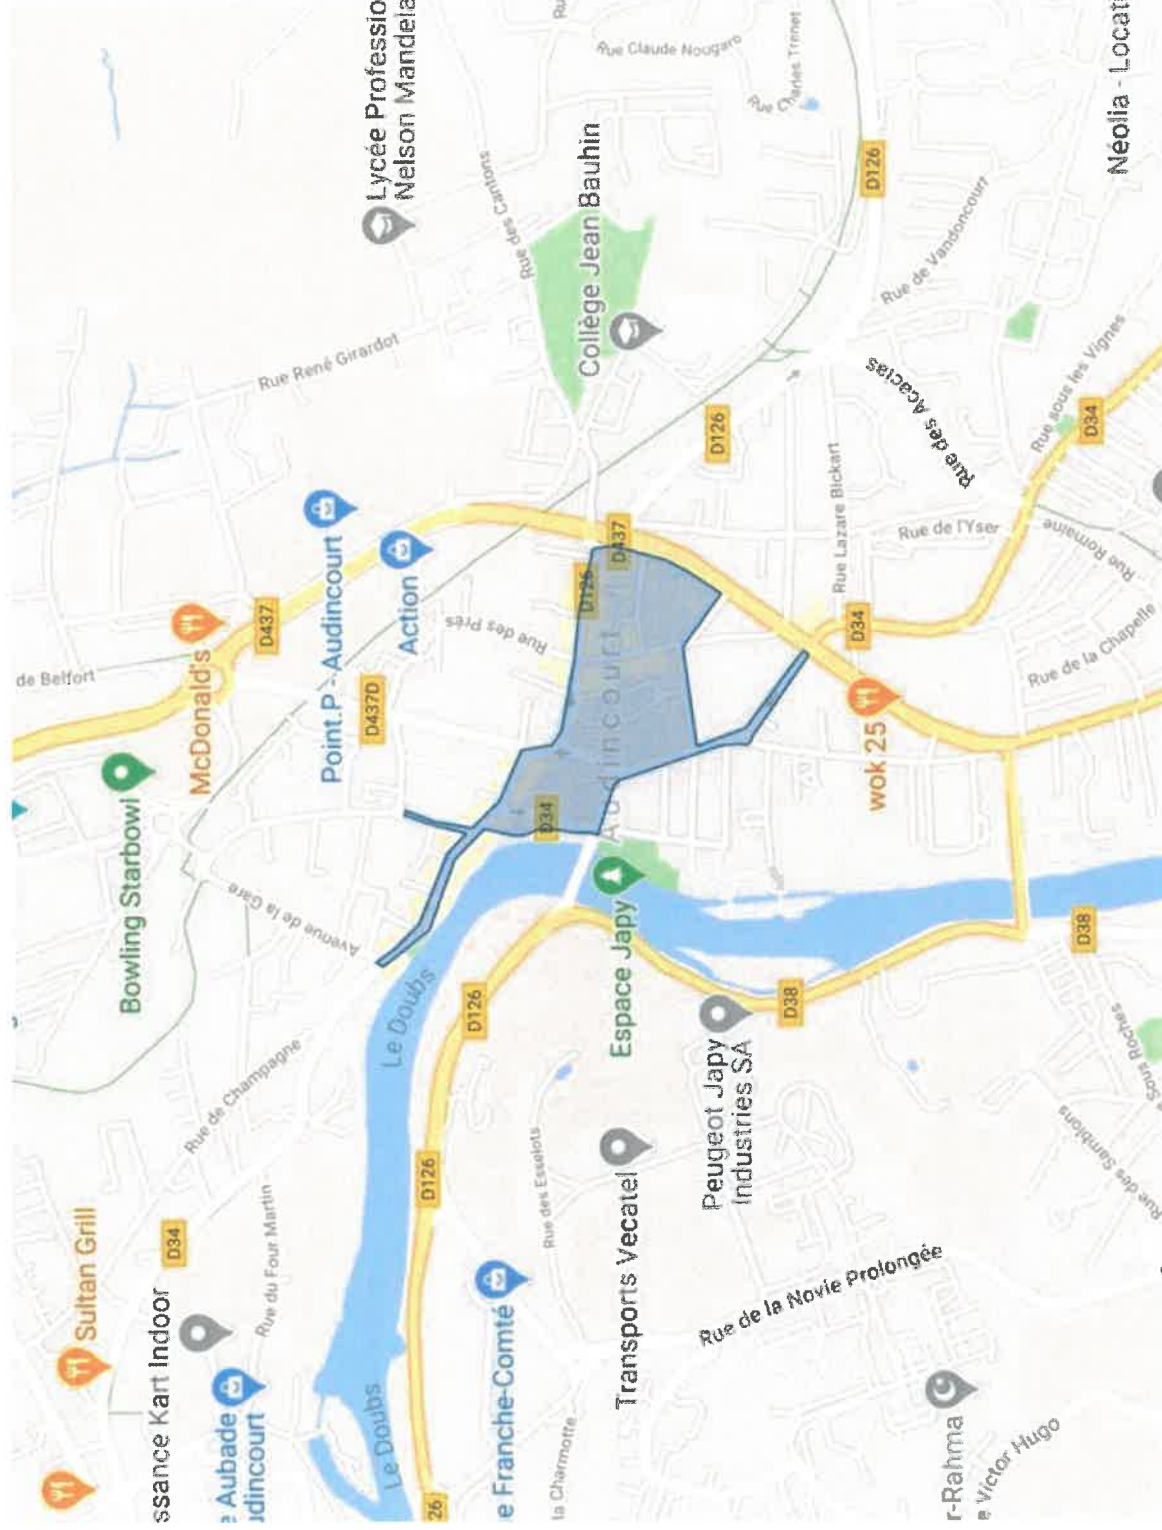 Sultan Grill
ssance Kart Indoor
D34
e Aubade
udincourt
Rue du Four Martin
Rue de Champagne
Bowling Starbowl
Avenue de la Gare
McDonald's
de Belfort
D437
Point.P - Audincourt
Action
D437D
Rue des Prés
Rue René Girardot
Lycée Professio
Nelson Mandela
Rue des Cantons
Rue Claude Nougaro
Rue Charles Trenet
Ru
Collège Jean Bauhin
Le Doubs
Le Doubs
26
D126
D126
D34
D126
D437
Audincourt
D126
D126
e Franche-Comté
la Charmotte
Rue des Esselots
Espace Japy
Transports Vecatel
Peugeot Japy
Industries SA
D38
Rue de la Novie Prolongée
wok 25
D34
Rue Lazare Bickart
Rue de Vandoncourt
Rue des Acacias
Rue de l'Yser
Rue sous les Vignes
D34
Rue Romaine
Rue de la Chapelle
D38
s Sous Roches
Rue des Sambions
r-Rahma
e Victor Hugo
Néolia - Locat